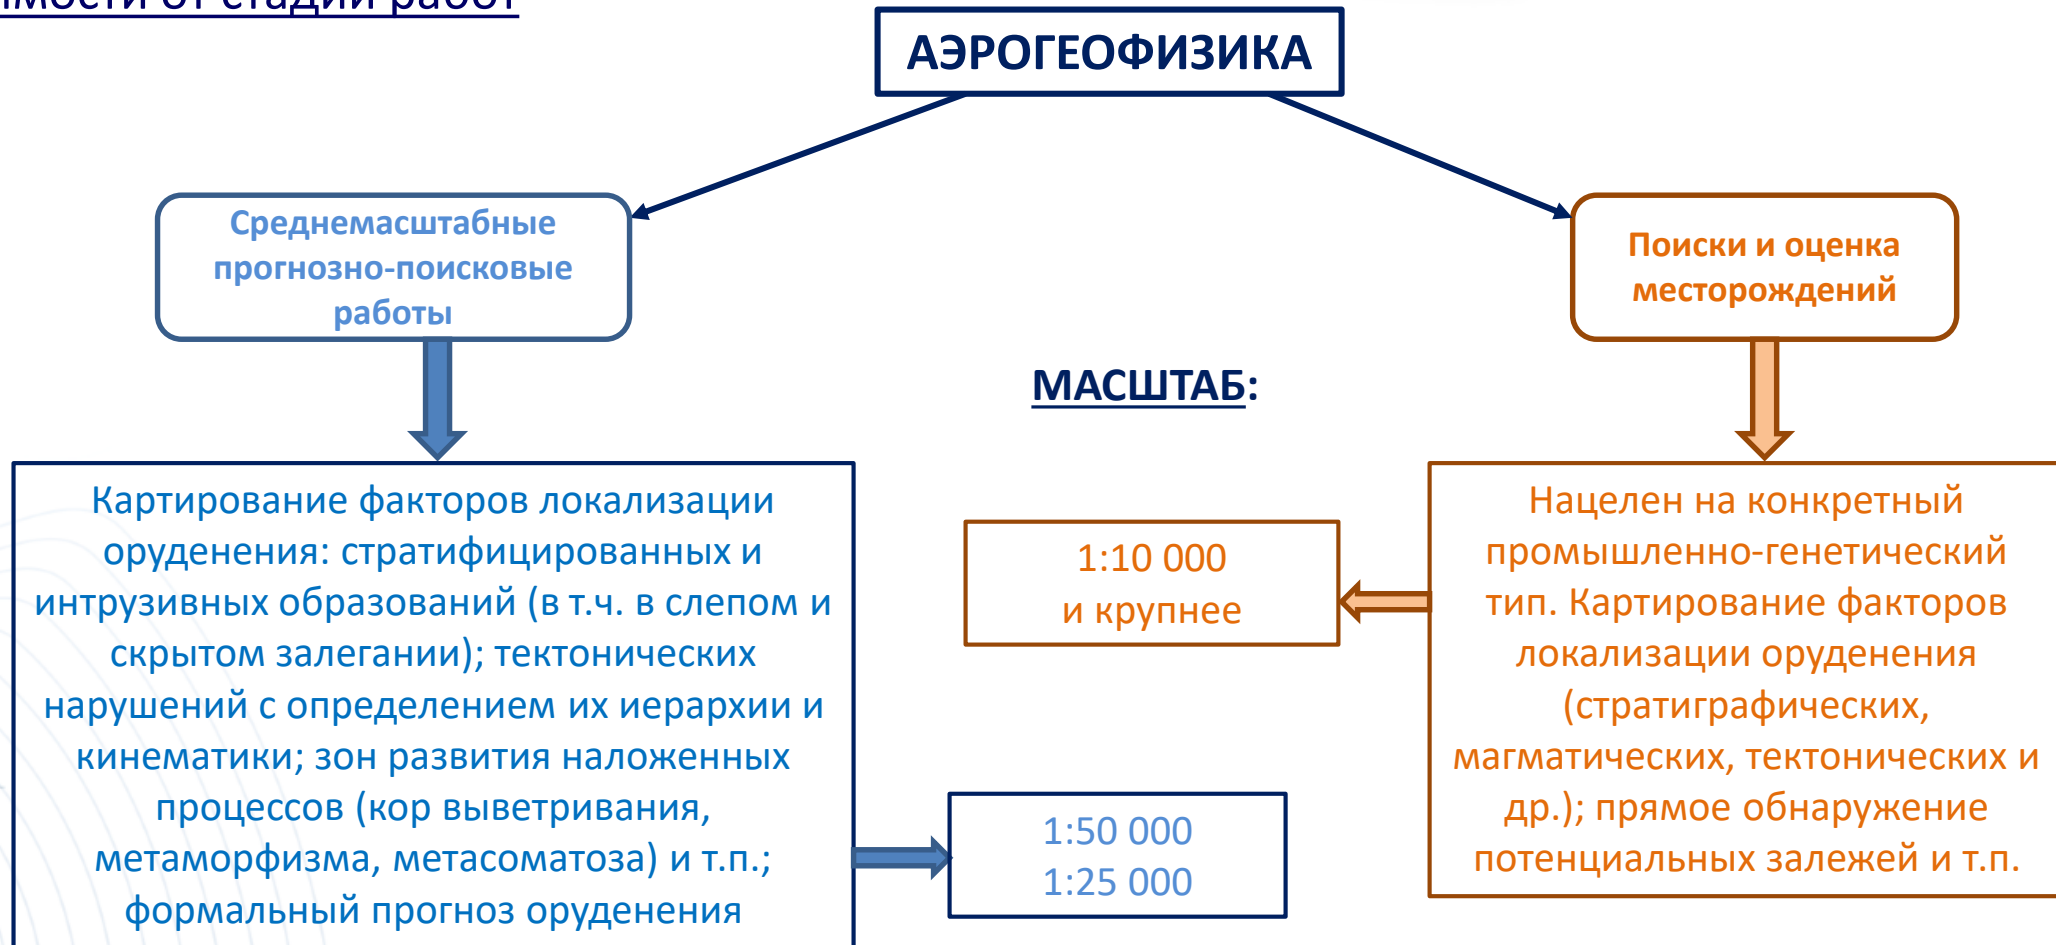 от стадии работ
АЭРОГЕОФИЗИКА
Среднемасштабные
прогнозно-поисковые
работы
Поиски и оценка
месторождений
МАСШТАБ:
Картирование факторов локализации
оруденения: стратифицированных и
интрузивных образований (в т.ч. в слепом и
скрытом залегании); тектонических
нарушений с определением их иерархии и
кинематики; зон развития наложенных
процессов (кор выветривания,
метаморфизма, метасоматоза) и т.п.;
формальный прогноз оруденения
1:10 000
и крупнее
1:50 000
1:25 000
Нацелен на конкретный
промышленно-генетический
тип. Картирование факторов
локализации оруденения
(стратиграфических,
магматических, тектонических и
др.); прямое обнаружение
потенциальных залежей и т.п.